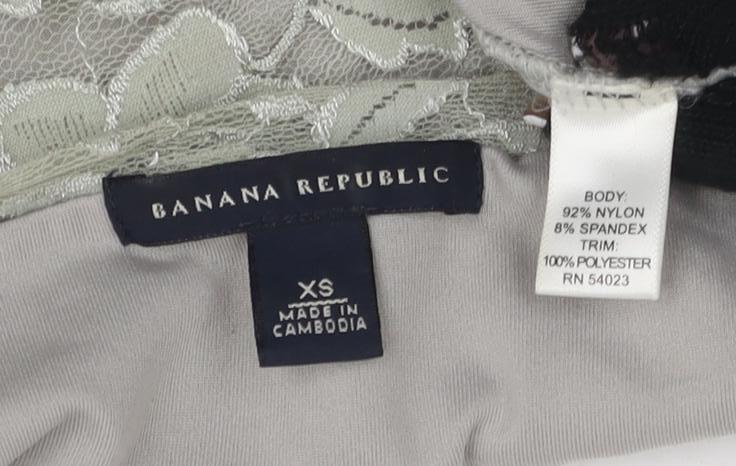 BANANA REPUBLIC
XS
MADE IN
CAMBODIA
BODY:
92% NYLON
8% SPANDEX
TRIM:
100% POLYESTER
RN 54023